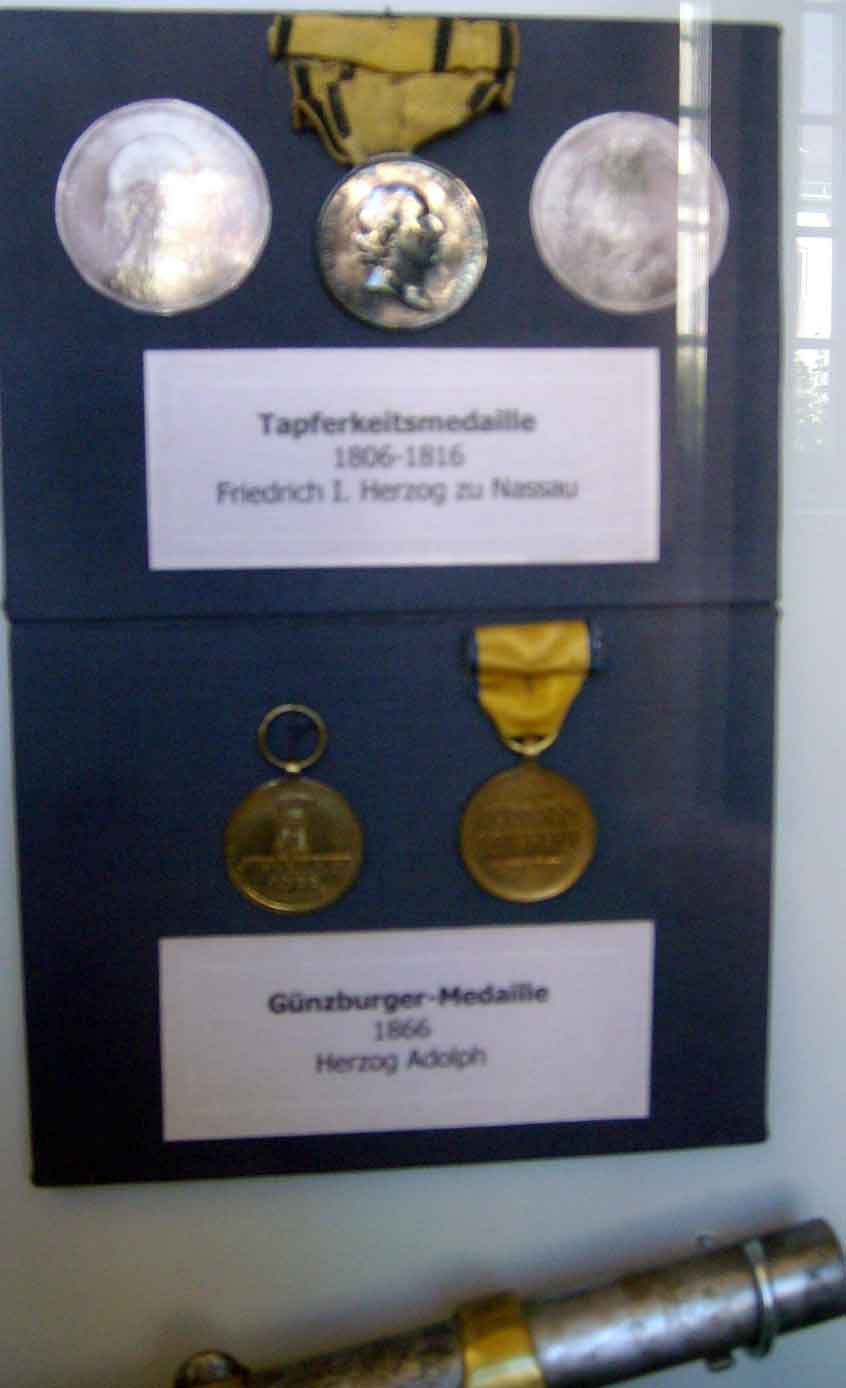 Tapferkeitsmedaille
1806-1816
Friedrich I. Herzog zu Nassau
Günzburger-Medaille
1866
Herzog Adolph